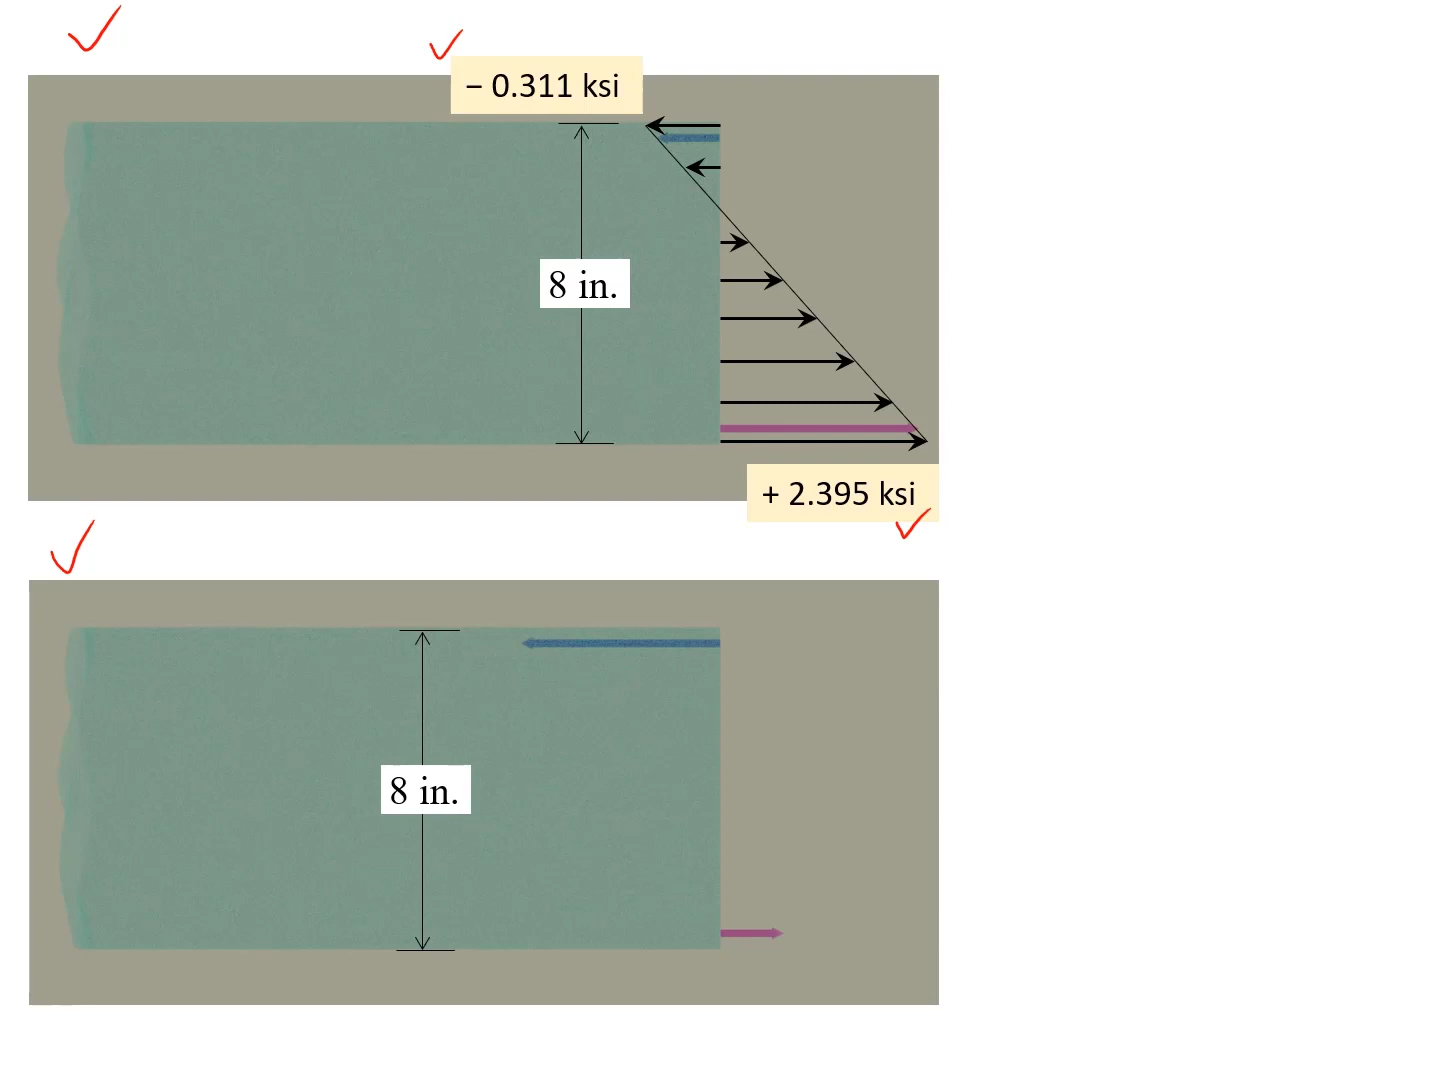 − 0.311 ksi
8 in.
+ 2.395 ksi
8 in.